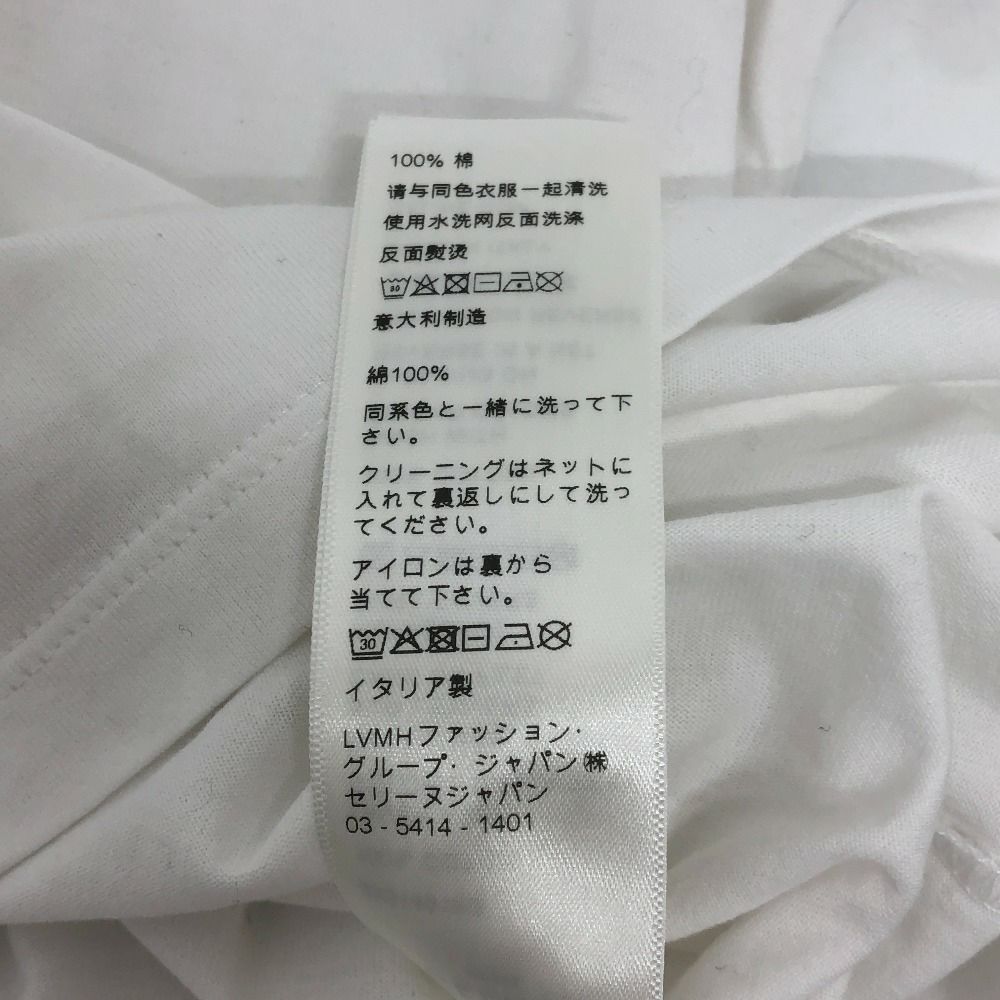 100% 棉
请与同色衣服一起清洗
使用水洗网反面洗涤
反面熨烫
30
意大利制造
綿100%
同系色と一緒に洗って下
さい。
クリーニングはネットに
入れて裏返しにして洗っ
てください。
アイロンは裏から
当てて下さい。
30
イタリア製
LVMHファッション・
グループ・ジャパン㈱
セリーヌジャパン
03 - 5414 - 1401